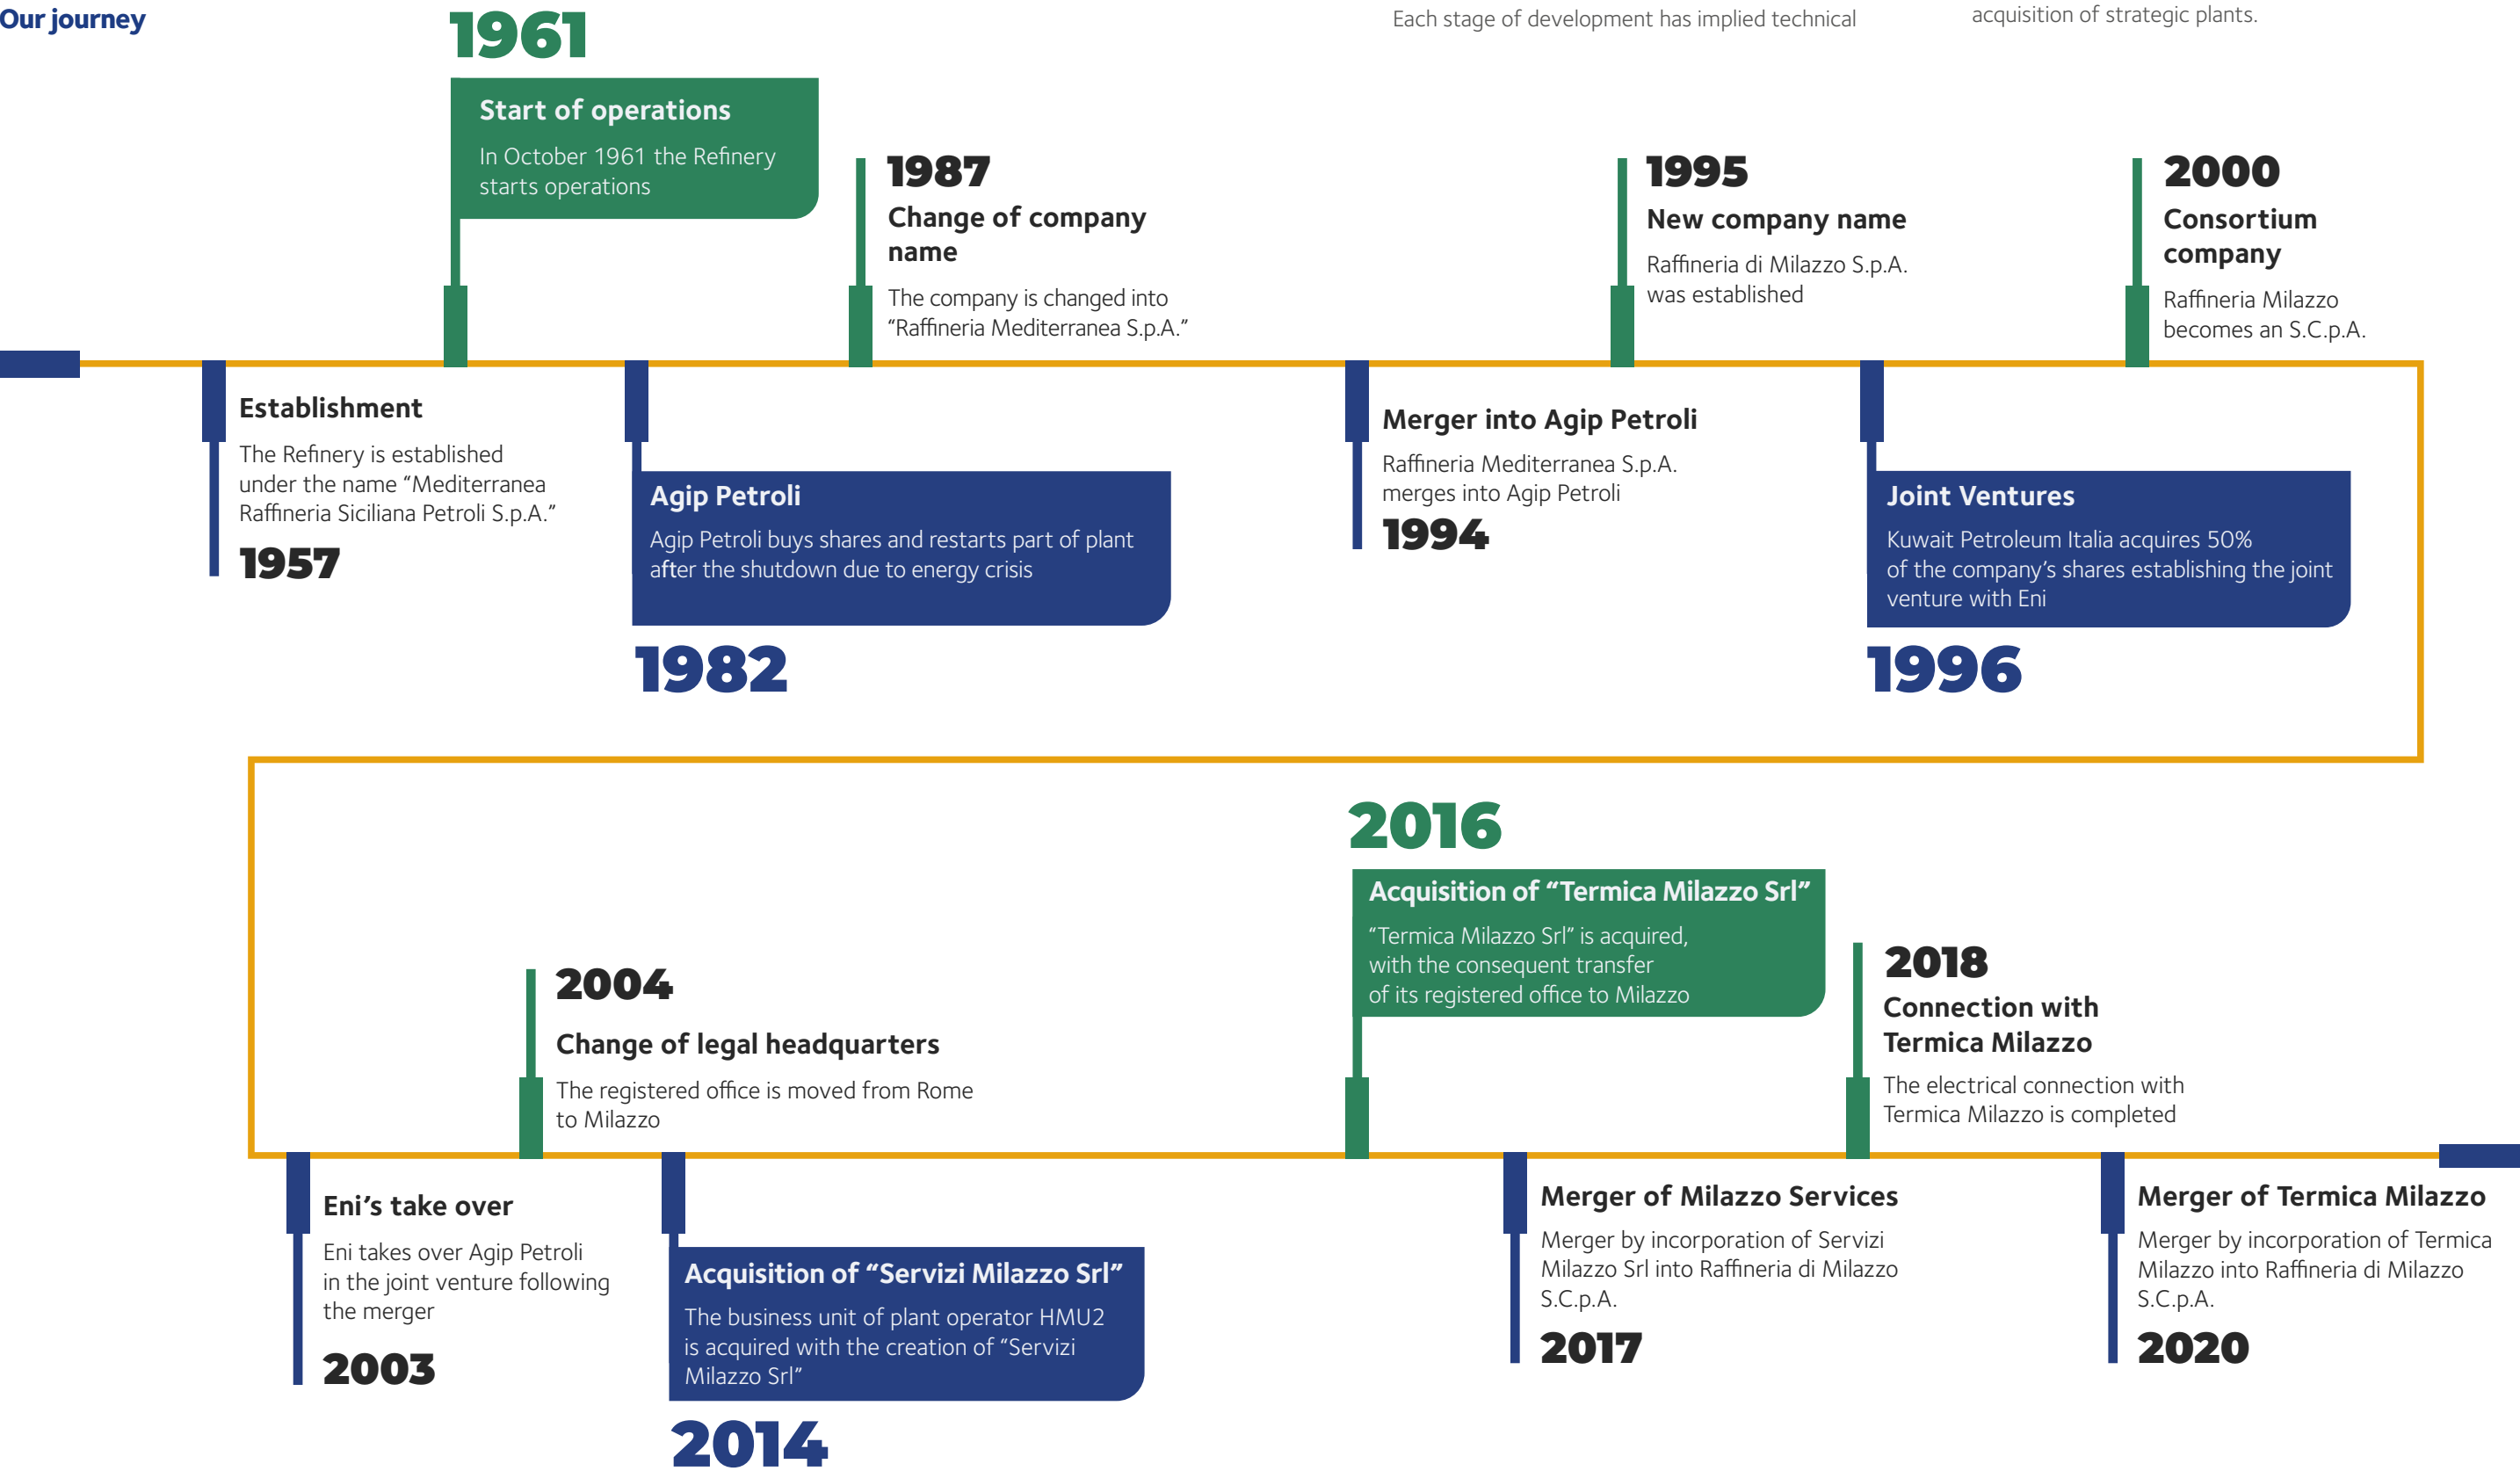 Our journey
Each stage of development has implied technical
acquisition of strategic plants.
1961
Start of operations
In October 1961 the Refinery
starts operations
1987
Change of company
name
The company is changed into
“Raffineria Mediterranea S.p.A.”
1995
New company name
Raffineria di Milazzo S.p.A.
was established
2000
Consortium
company
Raffineria Milazzo
becomes an S.C.p.A.
Establishment
The Refinery is established
under the name “Mediterranea
Raffineria Siciliana Petroli S.p.A.”
1957
Agip Petroli
Agip Petroli buys shares and restarts part of plant
after the shutdown due to energy crisis
1982
Merger into Agip Petroli
Raffineria Mediterranea S.p.A.
merges into Agip Petroli
1994
Joint Ventures
Kuwait Petroleum Italia acquires 50%
of the company’s shares establishing the joint
venture with Eni
1996
2004
Change of legal headquarters
The registered office is moved from Rome
to Milazzo
2016
Acquisition of “Termica Milazzo Srl”
“Termica Milazzo Srl” is acquired,
with the consequent transfer
of its registered office to Milazzo
2018
Connection with
Termica Milazzo
The electrical connection with
Termica Milazzo is completed
Eni’s take over
Eni takes over Agip Petroli
in the joint venture following
the merger
2003
Acquisition of “Servizi Milazzo Srl”
The business unit of plant operator HMU2
is acquired with the creation of “Servizi
Milazzo Srl”
2014
Merger of Milazzo Services
Merger by incorporation of Servizi
Milazzo Srl into Raffineria di Milazzo
S.C.p.A.
2017
Merger of Termica Milazzo
Merger by incorporation of Termica
Milazzo into Raffineria di Milazzo
S.C.p.A.
2020